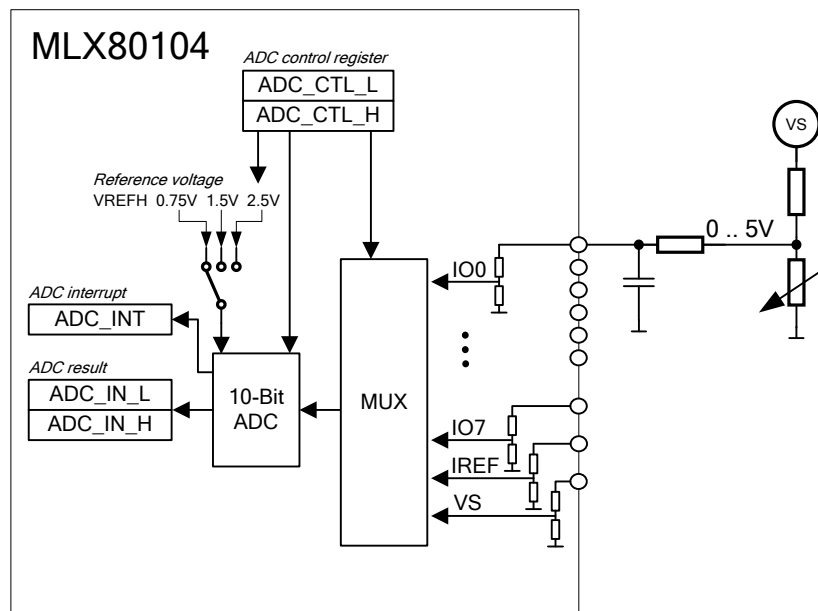 MLX80104
ADC control register
ADC_CTL_L
ADC_CTL_H
VS
Reference voltage
VREFH 0.75V 1.5V 2.5V
0 .. 5V
IO0
ADC interrupt
ADC_INT
ADC result
ADC_IN_L
ADC_IN_H
10-Bit
ADC
MUX
IO7
IREF
VS